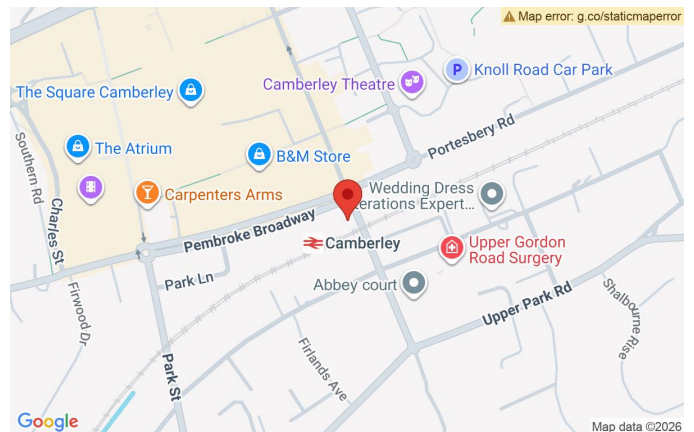 Map error: g.co/staticmaperror
Knoll Road Car Park
Camberley Theatre
The Square Camberley
Portesbery Rd
The Atrium
B&M Store
Southern Rd
Charles St
Carpenters Arms
Wedding Dress
terations Expert...
Pembroke Broadway
Camberley
Upper Gordon
Road Surgery
Park Ln
Abbey court
Firwood Dr
Upper Park Rd
Shalbourne Rise
Firlands Ave
Park St
Google
Map data ©2026